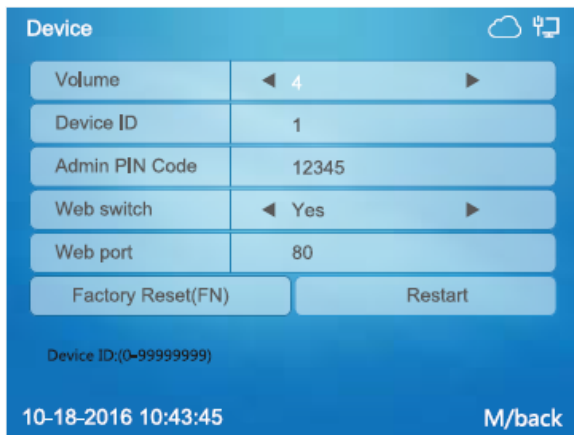 Device
Volume 4
Device ID 1
Admin PIN Code 12345
Web switch Yes
Web port 80
Factory Reset(FN) Restart
Device ID:(0-99999999)
10-18-2016 10:43:45 M/back